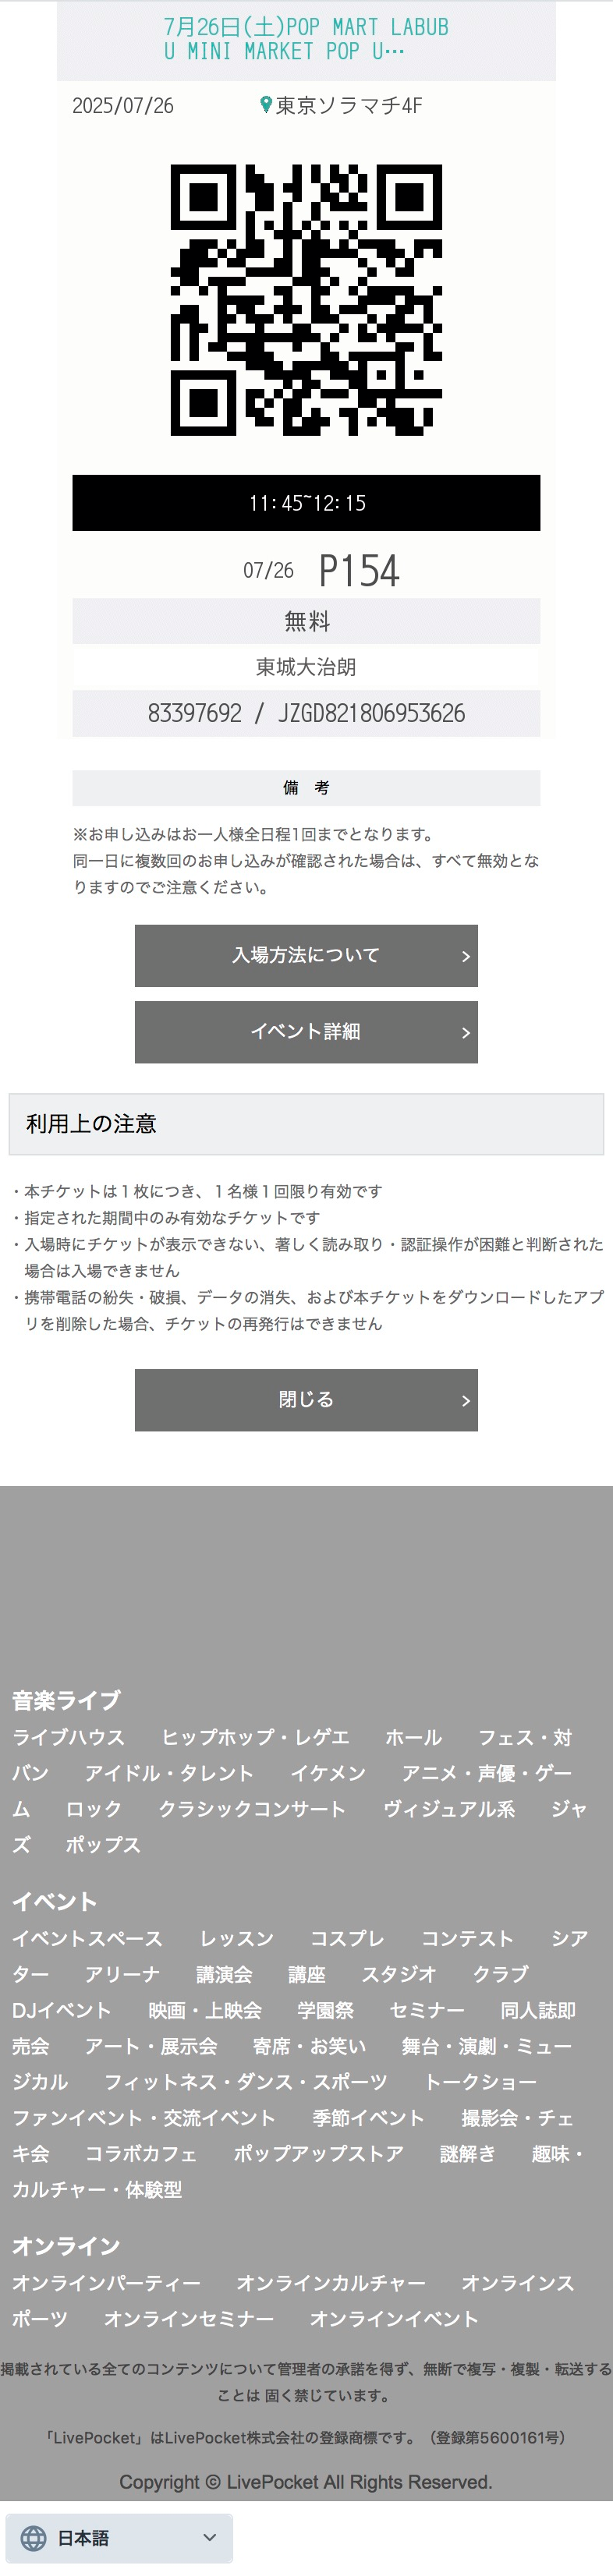 7月26日(土)POP MART LABUB
U MINI MARKET POP U…
2025/07/26
東京ソラマチ4F
11:45~12:15
07/26 P154
無料
東城大治朗
83397692 / JZGD821806953626
備 考
※お申し込みはお一人様全日程1回までとなります。
同一日に複数回のお申し込みが確認された場合は、すべて無効とな
りますのでご注意ください。
入場方法について
イベント詳細
利用上の注意
・本チケットは１枚につき、１名様１回限り有効です
・指定された期間中のみ有効なチケットです
・入場時にチケットが表示できない、著しく読み取り・認証操作が困難と判断された
場合は入場できません
・携帯電話の紛失・破損、データの消失、および本チケットをダウンロードしたアプ
リを削除した場合、チケットの再発行はできません
閉じる
音楽ライブ
ライブハウス ヒップホップ・レゲエ ホール フェス・対
バン アイドル・タレント イケメン アニメ・声優・ゲー
ム ロック クラシックコンサート ヴィジュアル系 ジャ
ズ ポップス
イベント
イベントスペース レッスン コスプレ コンテスト シア
ター アリーナ 講演会 講座 スタジオ クラブ
DJイベント 映画・上映会 学園祭 セミナー 同人誌即
売会 アート・展示会 寄席・お笑い 舞台・演劇・ミュー
ジカル フィットネス・ダンス・スポーツ トークショー
ファンイベント・交流イベント 季節イベント 撮影会・チェ
キ会 コラボカフェ ポップアップストア 謎解き 趣味・
カルチャー・体験型
オンライン
オンラインパーティー オンラインカルチャー オンラインス
ポーツ オンラインセミナー オンラインイベント
掲載されている全てのコンテンツについて管理者の承諾を得ず、無断で複写・複製・転送する
ことは 固く禁じています。
「LivePocket」はLivePocket株式会社の登録商標です。（登録第5600161号）
Copyright © LivePocket All Rights Reserved.
日本語